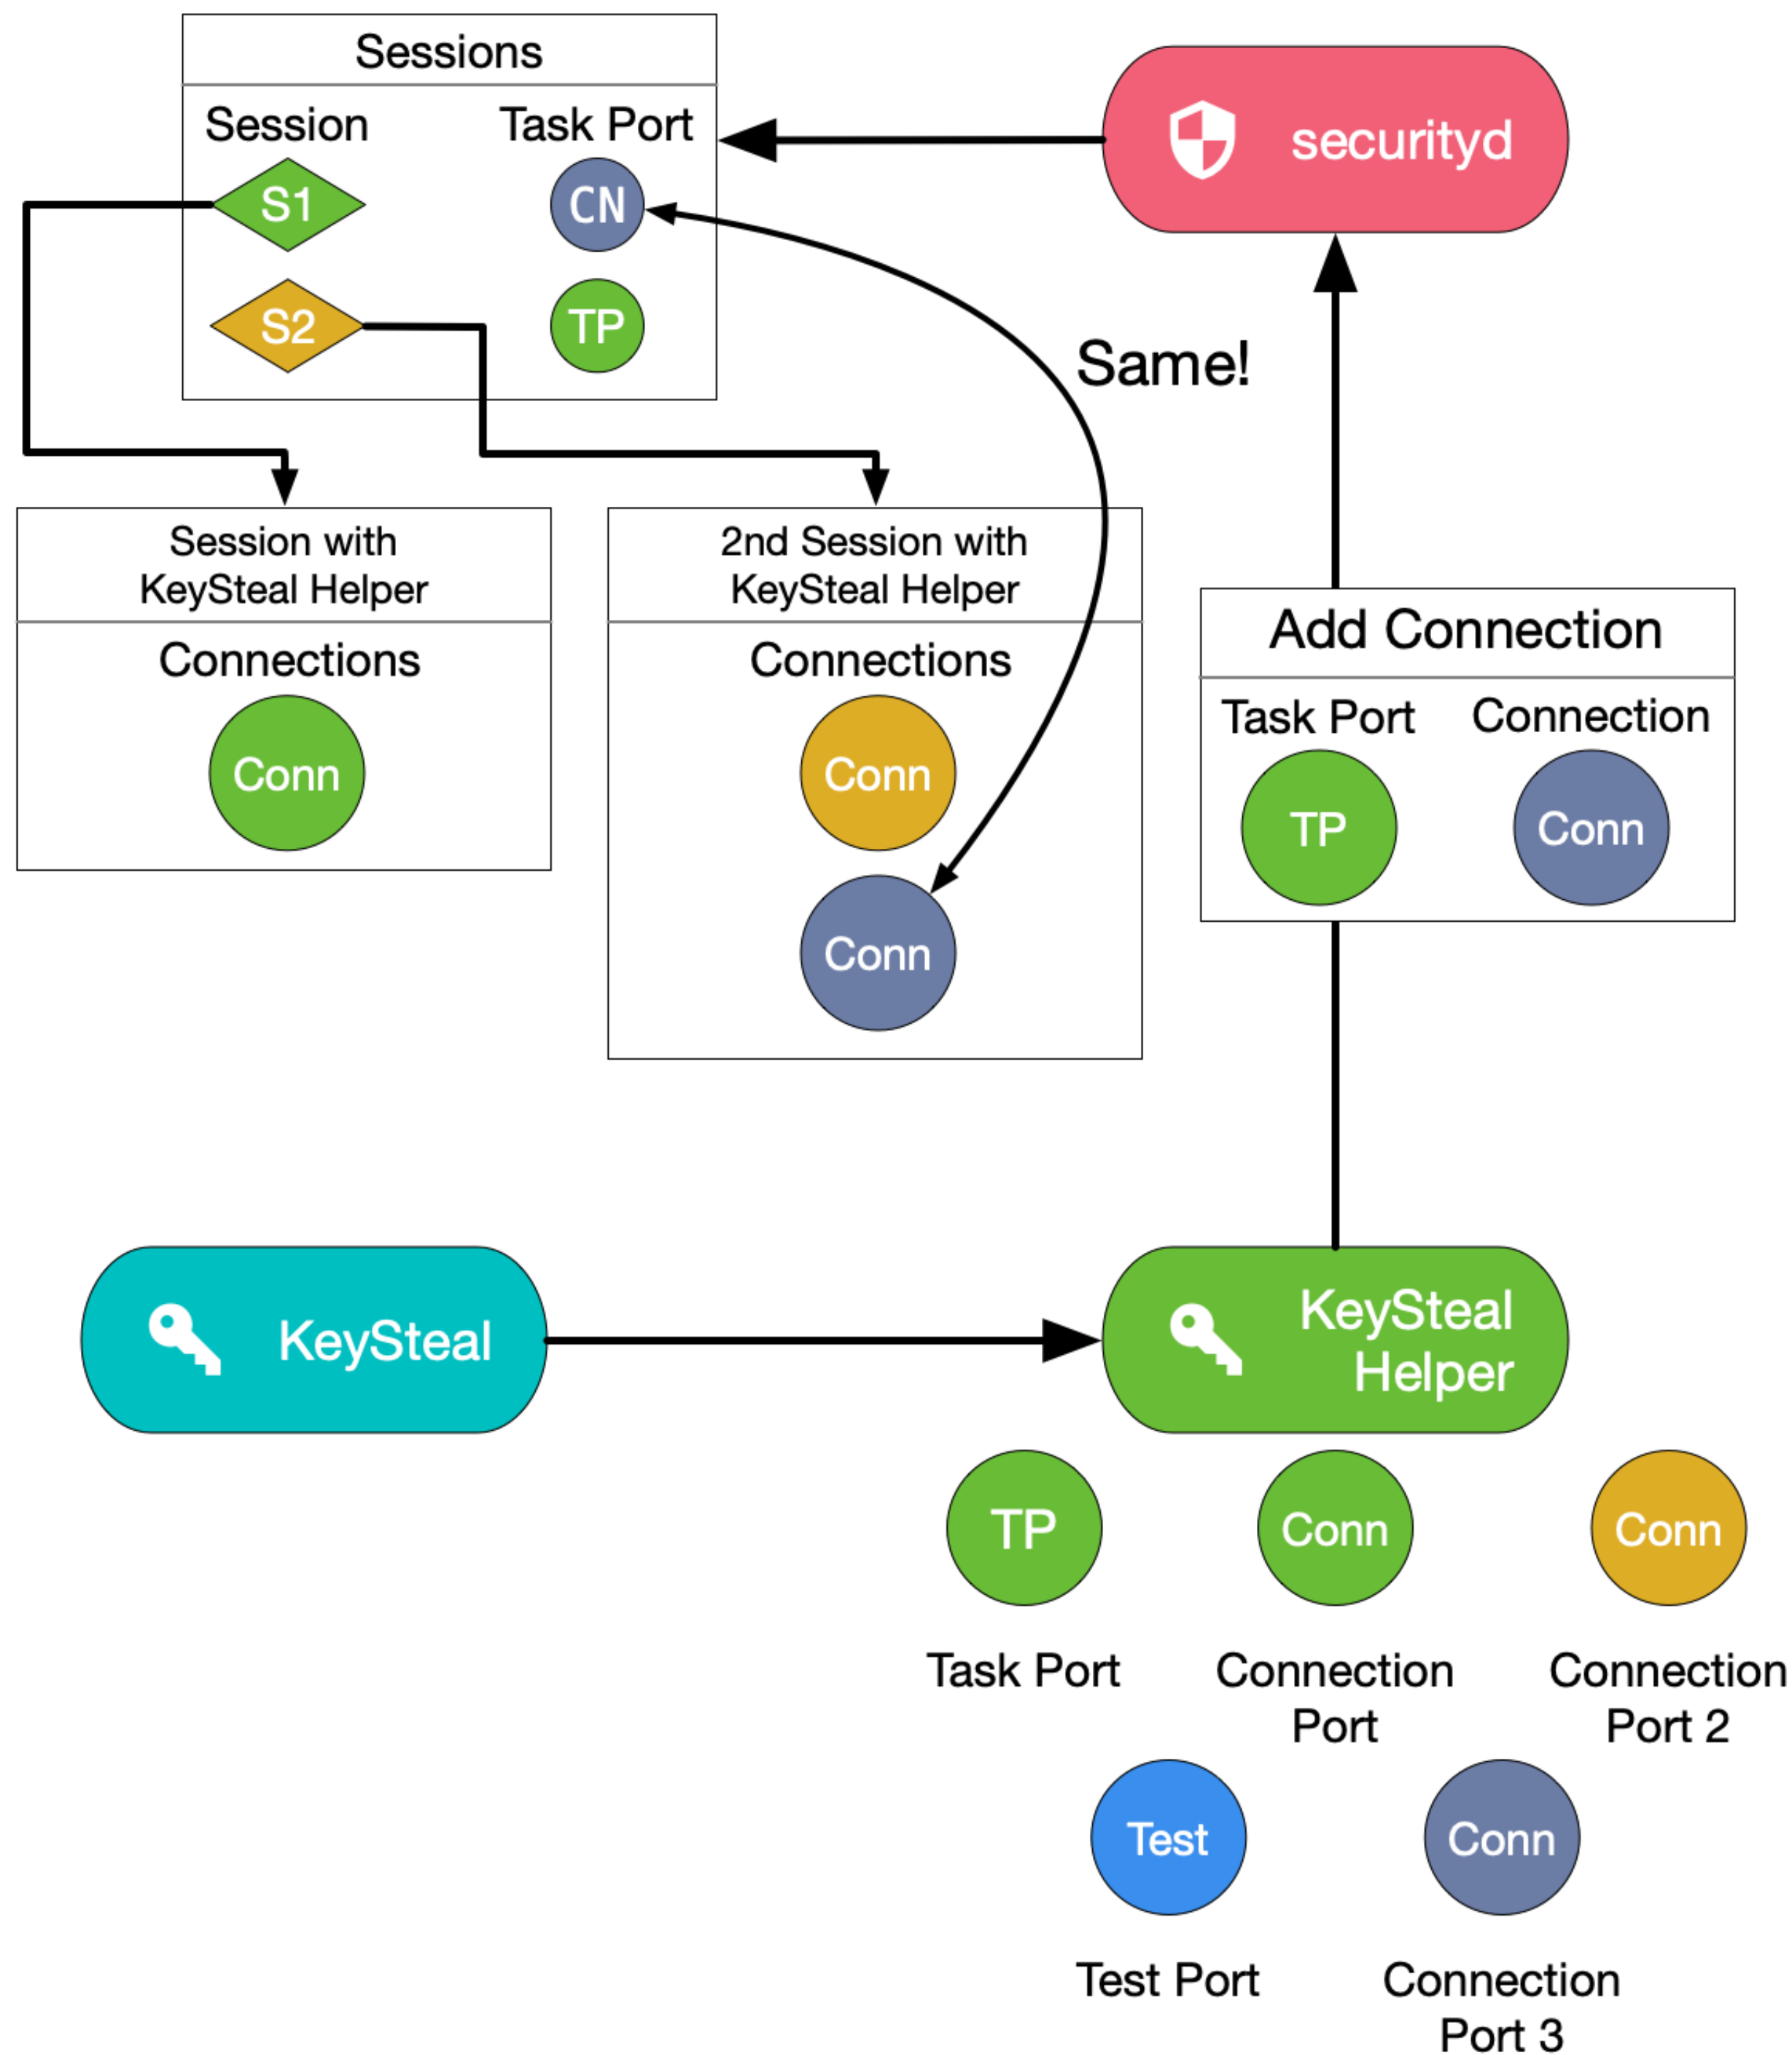 Sessions
Session
Task Port
S1
CN
S2
TP
securityd
Same!
Session with
KeySteal Helper
Connections
Conn
2nd Session with
KeySteal Helper
Connections
Conn
Conn
Add Connection
Task Port
Connection
TP
Conn
KeySteal
KeySteal
Helper
TP
Conn
Conn
Task Port
Connection
Port
Connection
Port 2
Test
Conn
Test Port
Connection
Port 3